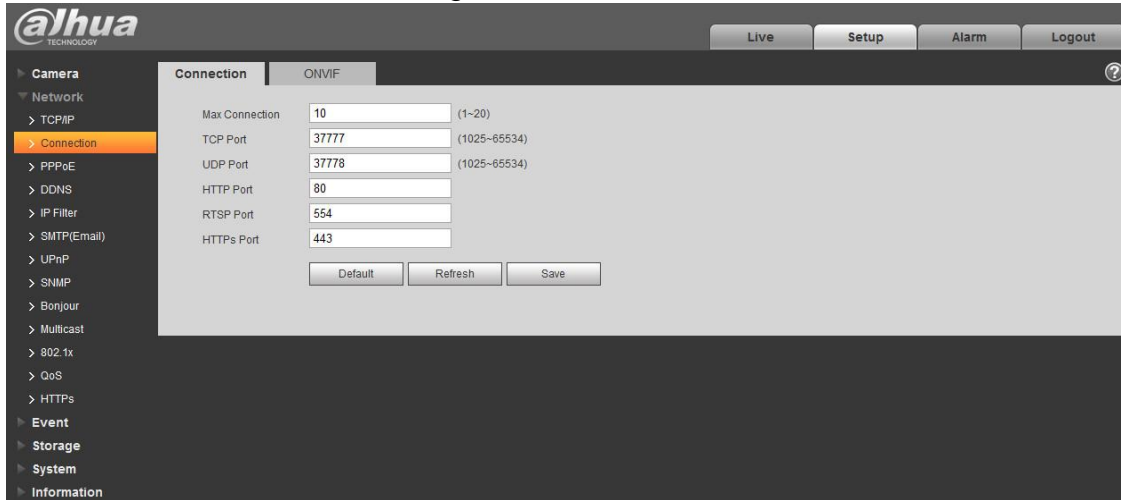 alhua
TECHNOLOGY
Live Setup Alarm Logout
Camera
Network
TCP/IP
Connection
PPPoE
DDNS
IP Filter
SMTP(Email)
UPnP
SNMP
Bonjour
Multicast
802.1x
QoS
HTTPs
Event
Storage
System
Information
Connection ONVIF
?
Max Connection 10 (1~20)
TCP Port 37777 (1025~65534)
UDP Port 37778 (1025~65534)
HTTP Port 80
RTSP Port 554
HTTPs Port 443
Default Refresh Save